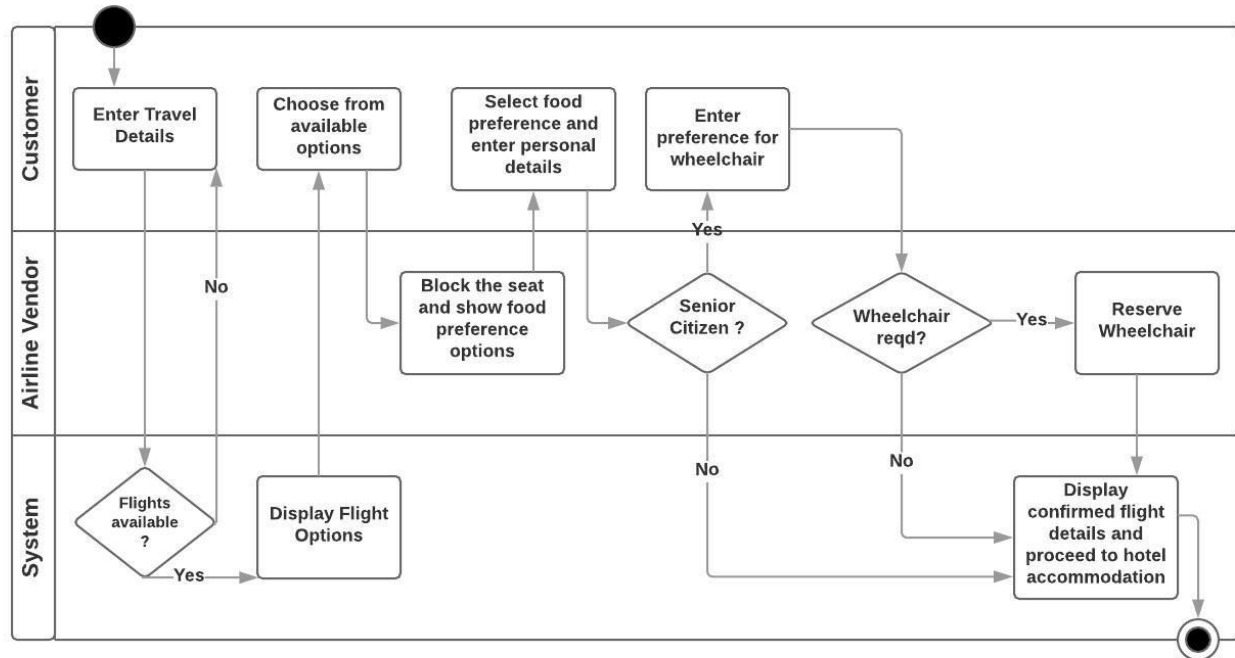 Customer
Enter Travel
Details
Choose from
available
options
Select food
preference and
enter personal
details
Enter
preference for
wheelchair
Yes
No
Airline Vendor
Block the seat
and show food
preference
options
Senior
Citizen ?
Wheelchair
reqd?
Yes
Reserve
Wheelchair
No
No
System
Flights
available
?
Yes
Display Flight
Options
Display
confirmed flight
details and
proceed to hotel
accommodation